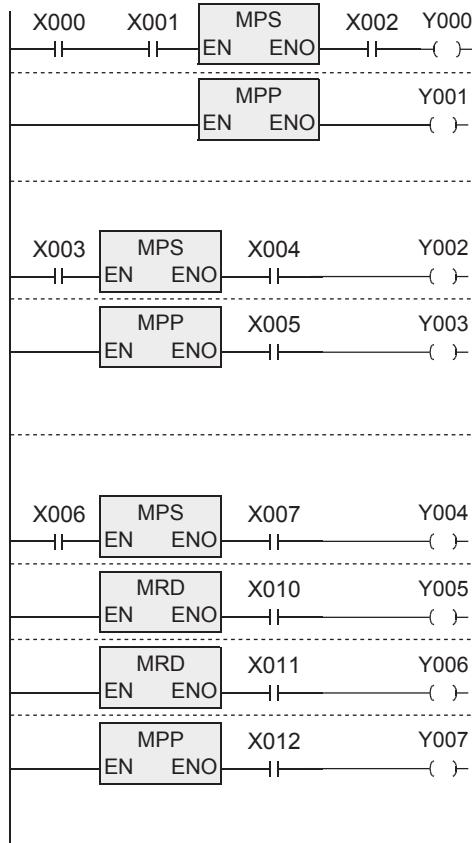 X000 X001 MPS X002 Y000
EN ENO
MPP Y001
EN ENO
X003 MPS X004 Y002
EN ENO
MPP X005 Y003
EN ENO
X006 MPS X007 Y004
EN ENO
MRD X010 Y005
EN ENO
MRD X011 Y006
EN ENO
MPP X012 Y007
EN ENO